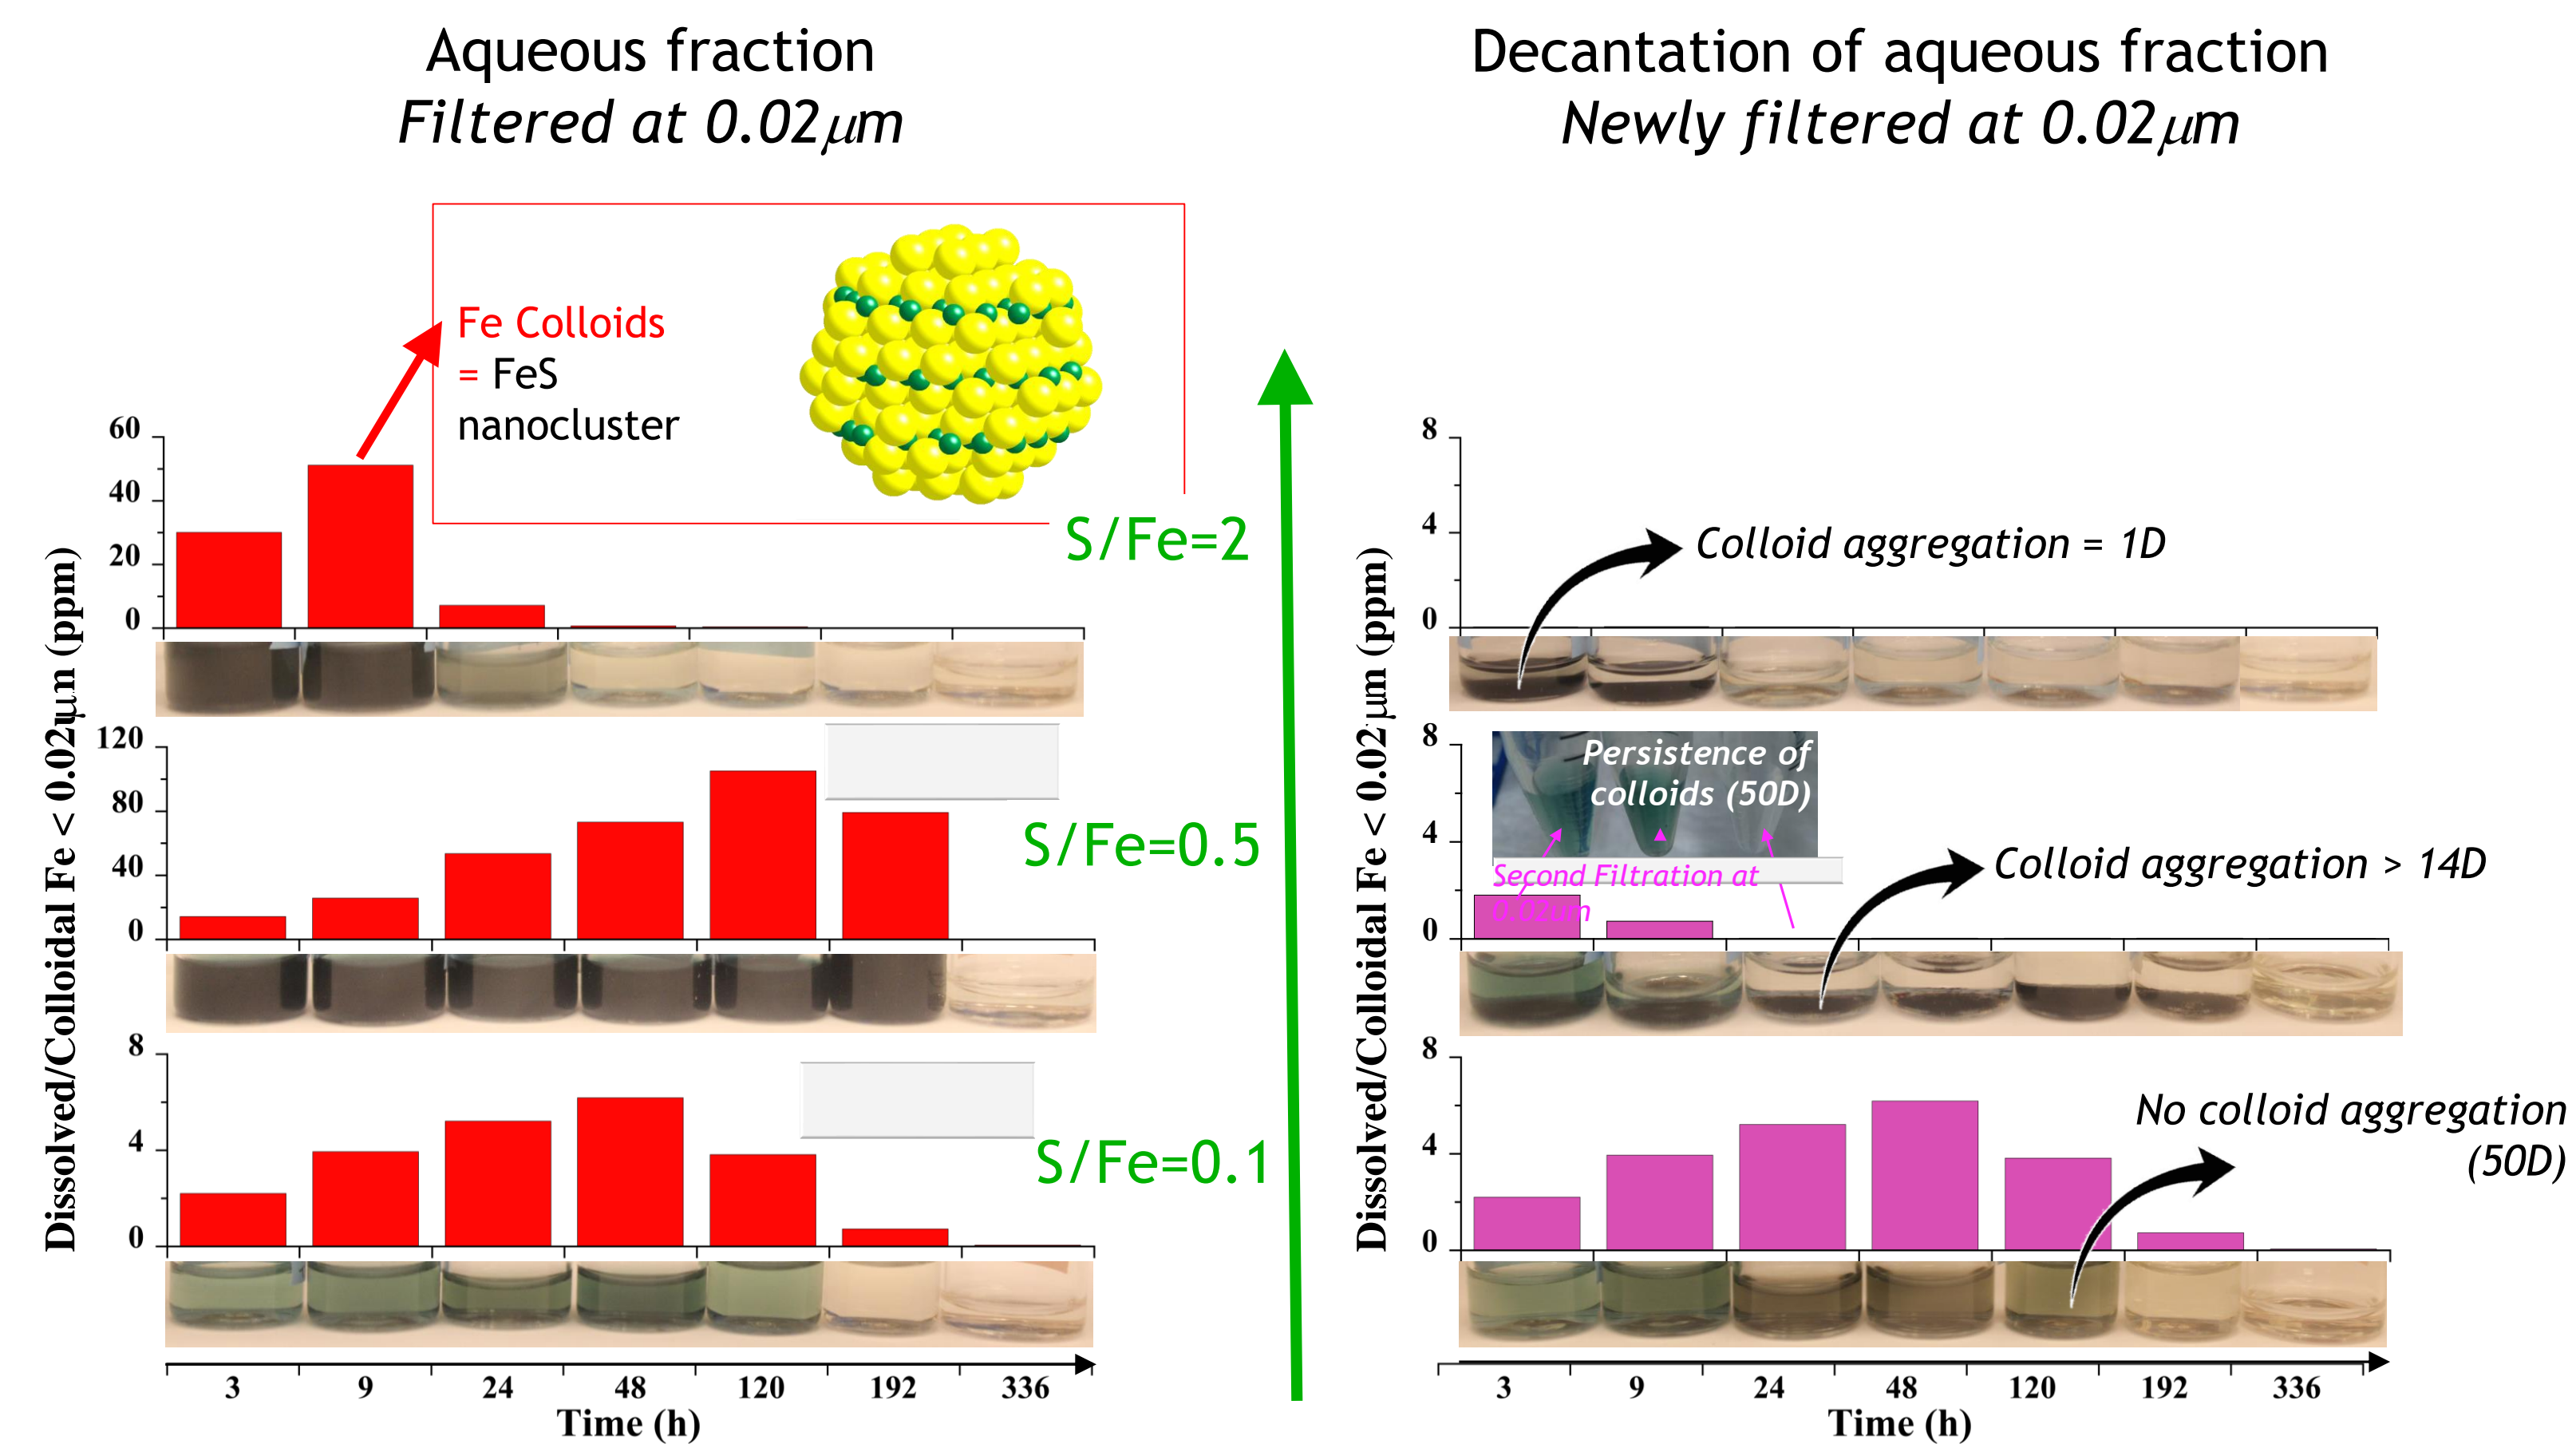 Aqueous fraction
Filtered at 0.02μm
Fe Colloids
= FeS
nanocluster
60
40
20
0
S/Fe=2
120
80
40
0
S/Fe=0.5
8
4
0
S/Fe=0.1
Dissolved/Colloidal Fe < 0.02μm (ppm)
3 9 24 48 120 192 336
Time (h)
Decantation of aqueous fraction
Newly filtered at 0.02μm
8
4
0
Colloid aggregation = 1D
8
4
0
Persistence of
colloids (50D)
Second Filtration at
0.02um
Colloid aggregation > 14D
8
4
0
No colloid aggregation
(50D)
Dissolved/Colloidal Fe < 0.02μm (ppm)
3 9 24 48 120 192 336
Time (h)